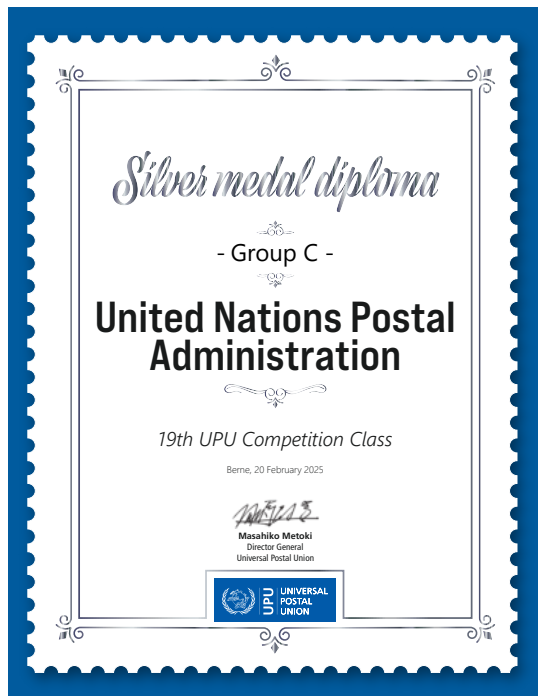 Silver medal diploma
- Group C -
United Nations Postal
Administration
19th UPU Competition Class
Berne, 20 February 2025
Masahiko Metoki
Director General
Universal Postal Union
UPU
UNIVERSAL
POSTAL
UNION